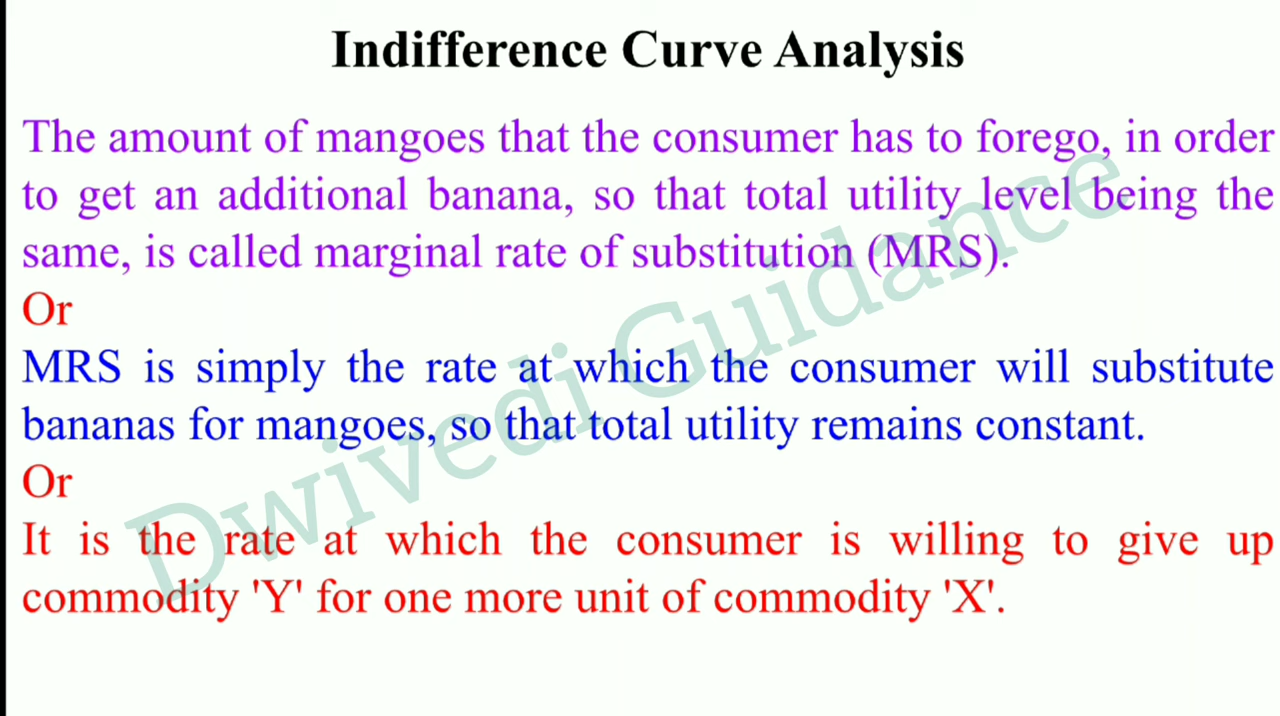 Indifference Curve Analysis
The amount of mangoes that the consumer has to forego, in order
to get an additional banana, so that total utility level being the
same, is called marginal rate of substitution (MRS).
Or
MRS is simply the rate at which the consumer will substitute
bananas for mangoes, so that total utility remains constant.
Or
It is the rate at which the consumer is willing to give up
commodity 'Y' for one more unit of commodity 'X'.
Dwivedi Guidance